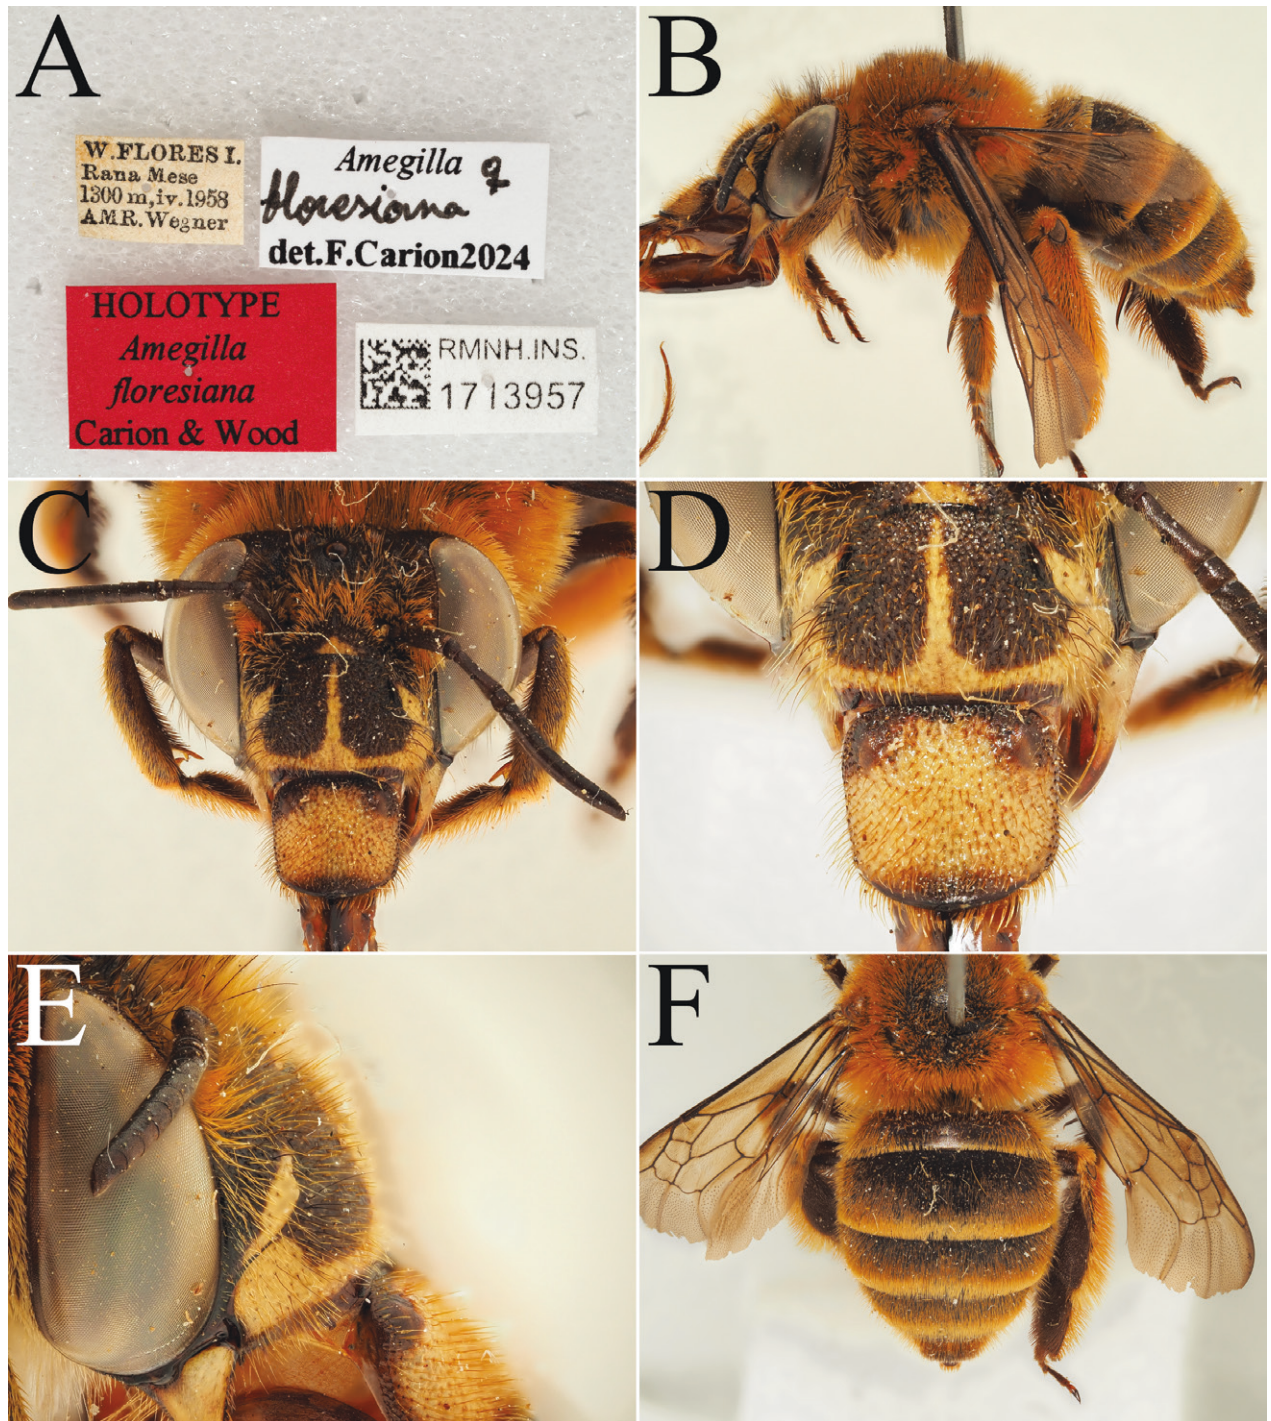 A
W.FLORES I.
Rana Mese
1300 m, iv. 1958
AMR. Wegner
Amegilla ♀
floresiana
det.F.Carion2024
HOLOTYPE
Amegilla
floresiana
Carion & Wood
RMNH.INS.
1713957
B
C
D
E
F